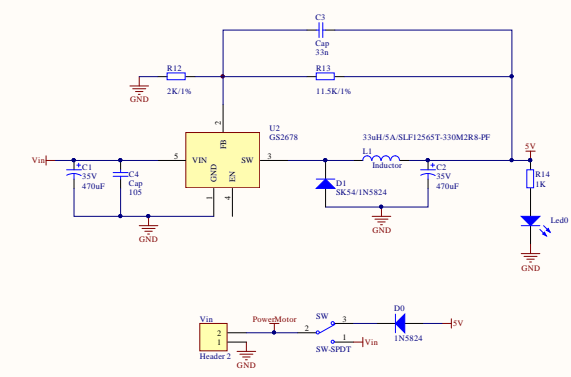 C3
Cap
33n
R12
R13
GND
2K/1%
11.5K/1%
2
U2
GS2678
FB
33uH/5A/SLF12565T-330M2R8-PF
5V
Vin
5
VIN
SW
3
L1
Inductor
C1
35V
470uF
C4
Cap
105
GND
EN
1
4
D1
SK54/1N5824
C2
35V
470uF
R14
1K
Led0
GND
GND
GND
Vin
2
1
Header 2
PowerMotor
GND
SW
2
3
1
SW-SPDT
Vin
D0
1N5824
5V